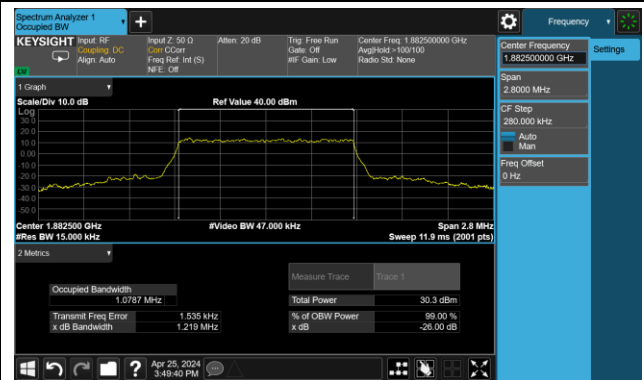 Spectrum Analyzer 1
Occupied BW
Frequency
KEYSIGHT
Input: RF
Coupling: DC
Align: Auto
Input Z: 50 Ω
Corr CCorr
Freq Ref: Int (S)
NFE: Off
Atten: 20 dB
Trig: Free Run
Gate: Off
#IF Gain: Low
Center Freq: 1.882500000 GHz
Avg|Hold:>100/100
Radio Std: None
Center Frequency
1.882500000 GHz
Settings
Span
2.8000 MHz
CF Step
280.000 kHz
Auto
Man
Freq Offset
0 Hz
1 Graph
Scale/Div 10.0 dB
Ref Value 40.00 dBm
Log
30.0
20.0
10.0
0.00
-10.0
-20.0
-30.0
-40.0
-50.0
Center 1.882500 GHz
#Video BW 47.000 kHz
Span 2.8 MHz
#Res BW 15.000 kHz
Sweep 11.9 ms (2001 pts)
2 Metrics
Measure Trace
Trace 1
Occupied Bandwidth
1.0787 MHz
Total Power
30.3 dBm
Transmit Freq Error
1.535 kHz
% of OBW Power
99.00 %
x dB Bandwidth
1.219 MHz
x dB
-26.00 dB
?
Apr 25, 2024
3:49:40 PM